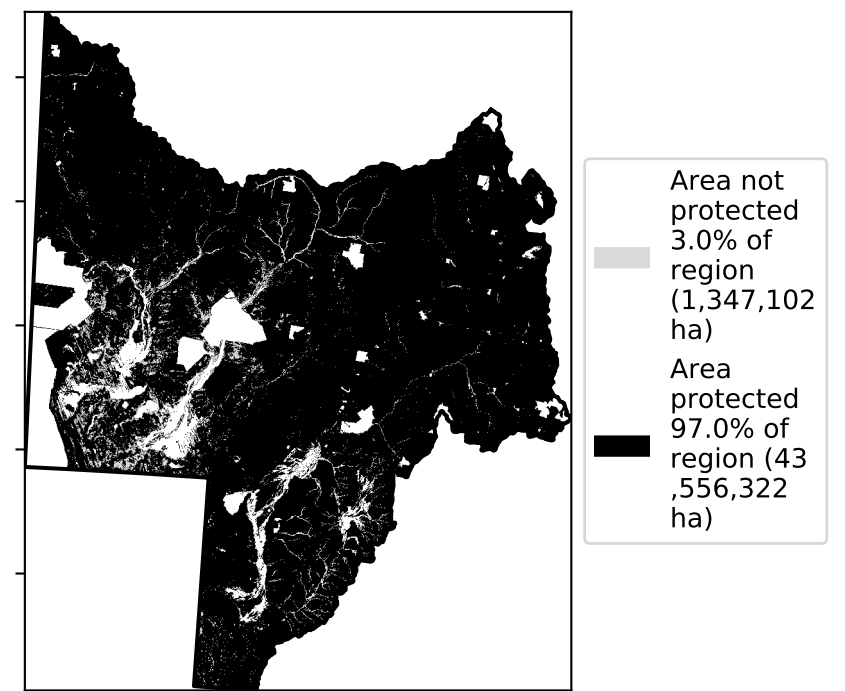 Area not
protected
3.0% of
region
(1,347,102
ha)
Area
protected
97.0% of
region (43
,556,322
ha)